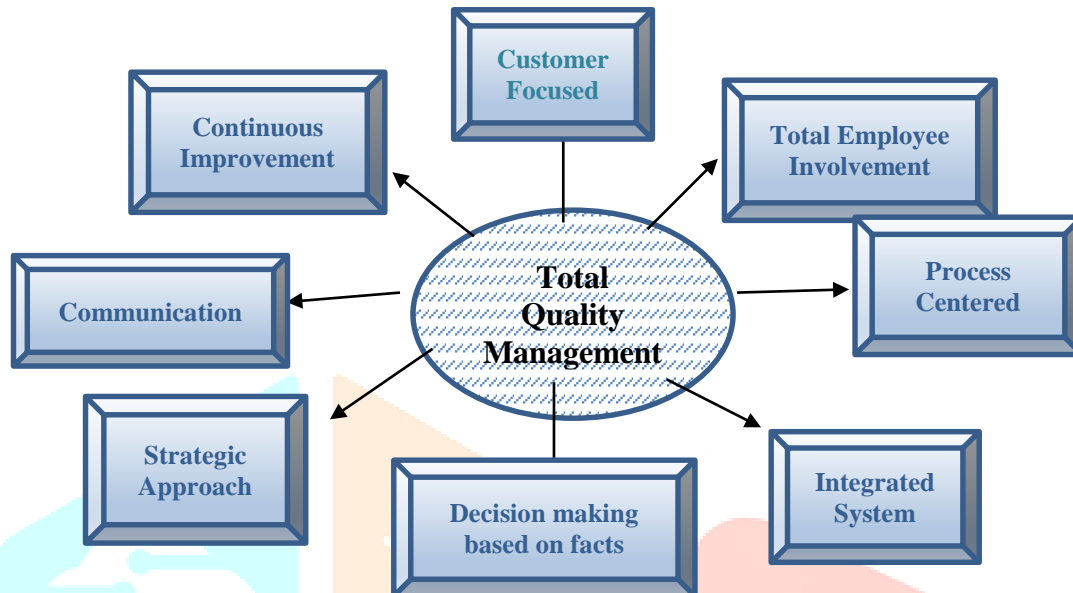 Customer
Focused
Continuous
Improvement
Total Employee
Involvement
Total
Quality
Management
Process
Centered
Communication
Strategic
Approach
Integrated
System
Decision making
based on facts